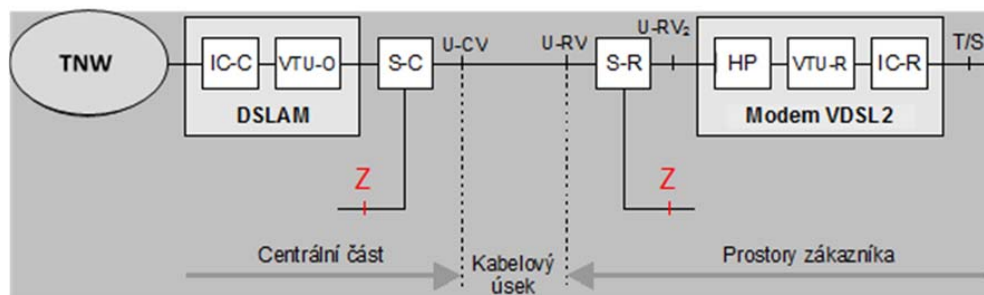 U-CV
U-RV
U-RV₂
T/S
TNW
IC-C
VTU-O
S-C
S-R
HP
VTU-R
IC-R
DSLAM
Modem VDSL2
Z
Z
Centrální část
Kabelový
úsek
Prostory zákazníka